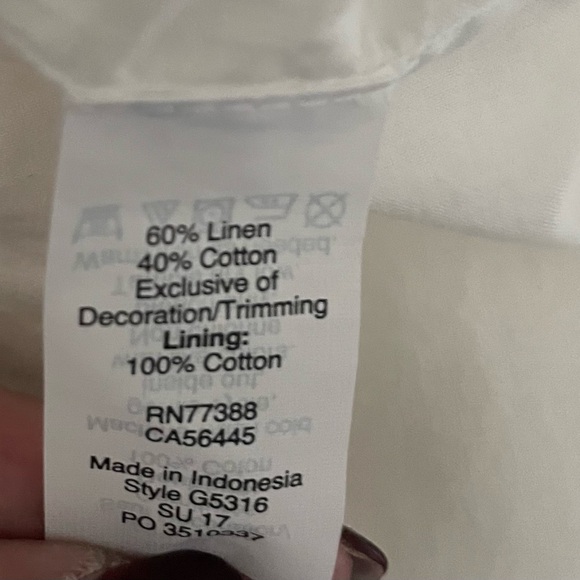 60% Linen
40% Cotton
Exclusive of
Decoration/Trimming
Lining:
100% Cotton
RN77388
CA56445
Made in Indonesia
Style G5316
SU 17
PO